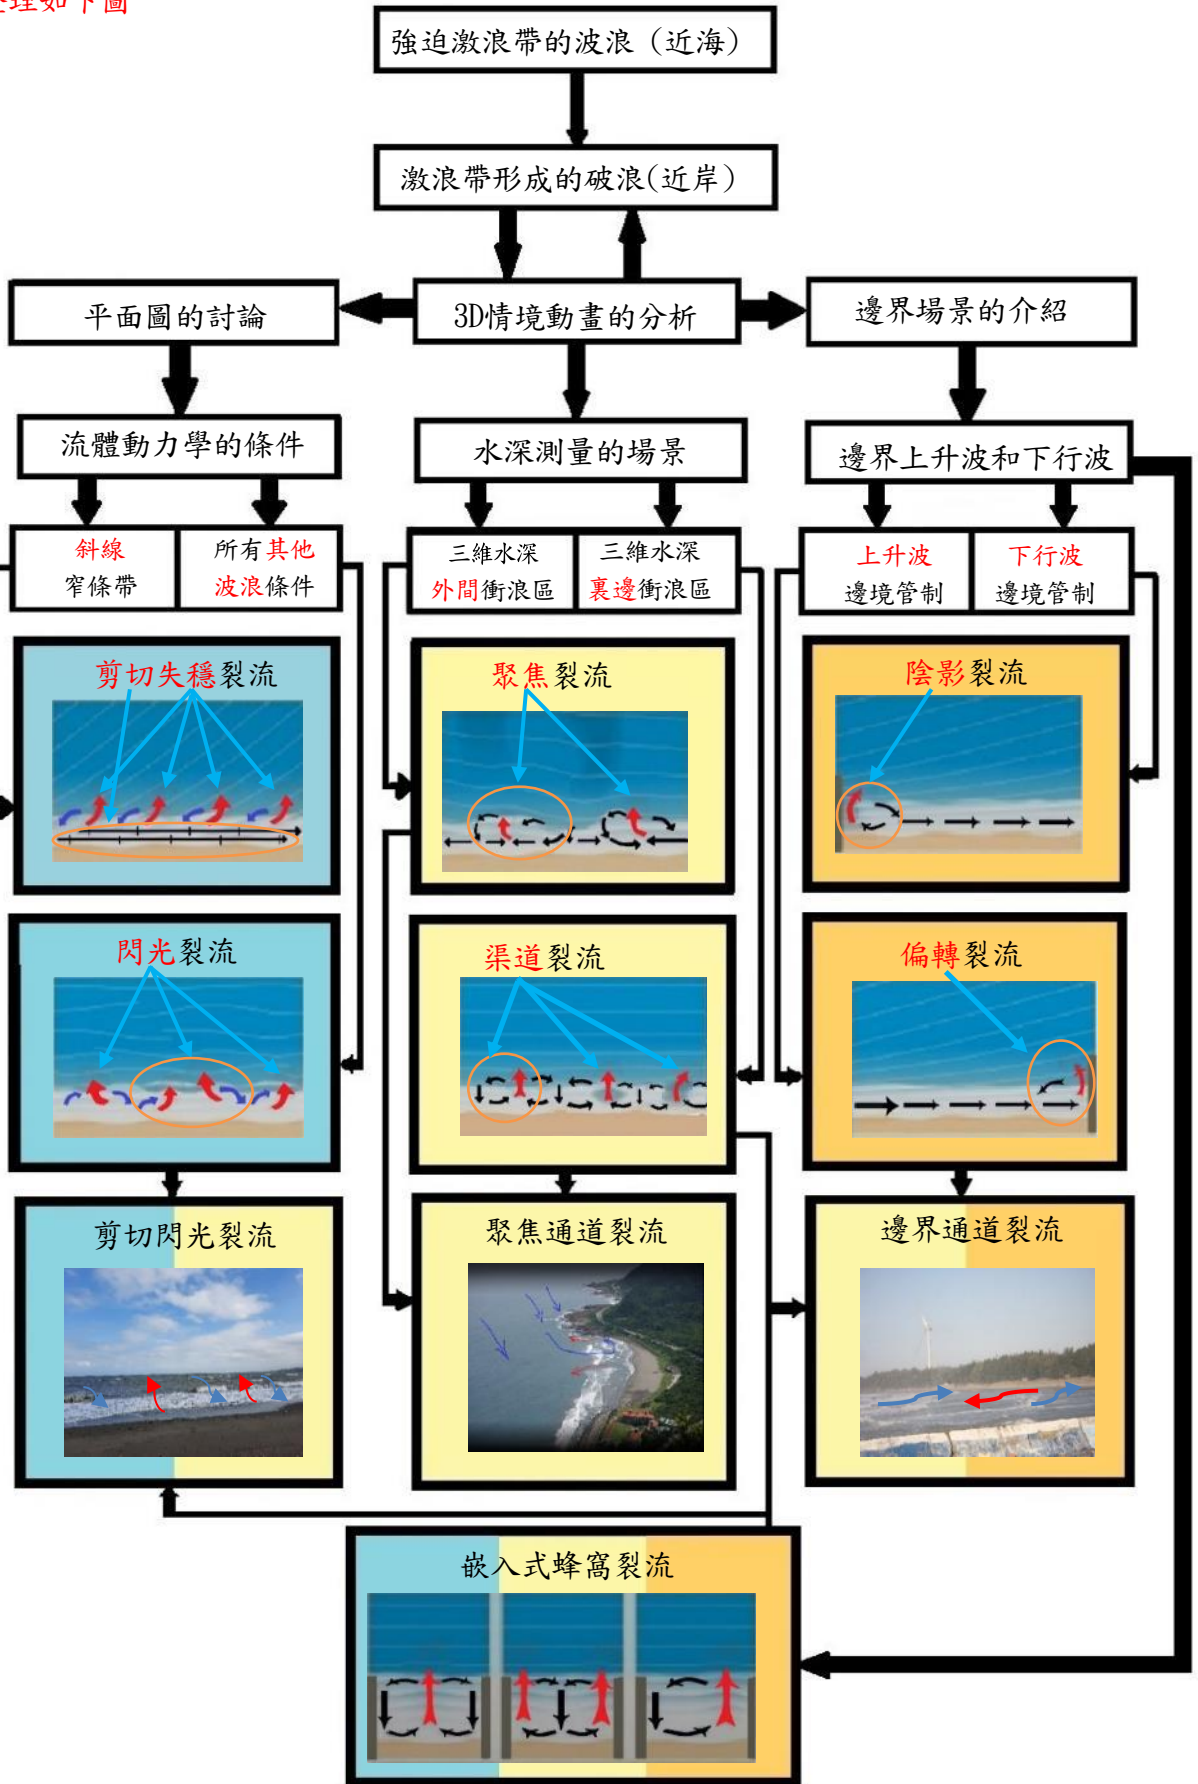 整理如下圖
強迫激浪帶的波浪（近海）
激浪帶形成的破浪(近岸）
平面圖的討論
3D情境動畫的分析
邊界場景的介紹
流體動力學的條件
水深測量的場景
邊界上升波和下行波
斜線
窄條帶
所有其他
波浪條件
三維水深
外間衝浪區
三維水深
裏邊衝浪區
上升波
邊境管制
下行波
邊境管制
剪切失穩裂流
聚焦裂流
陰影裂流
閃光裂流
渠道裂流
偏轉裂流
剪切閃光裂流
聚焦通道裂流
邊界通道裂流
嵌入式蜂窩裂流